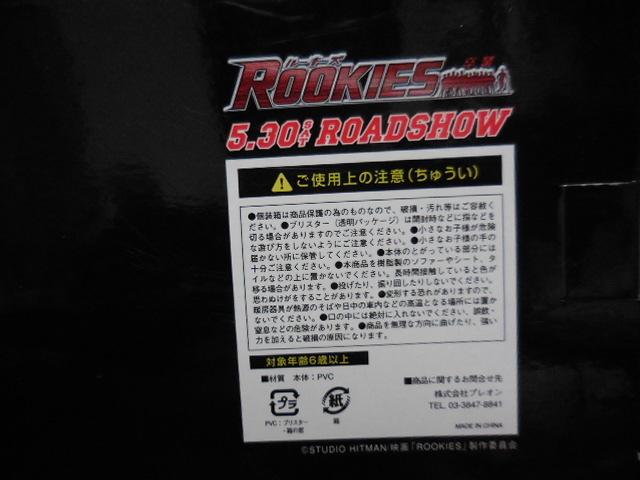 ルーキーズ
ROOKIES 卒業
5.30 SAT ROADSHOW
ご使用上の注意(ちゅうい)
●個装箱は商品保護の為のものなので、破損・汚れ等はご容赦く
ださい。●ブリスター(透明パッケージ)は開封時などに指などを
切る場合がありますのでご注意ください。●小さなお子様が危険
な遊び方をしないようにご注意ください。●小さなお子様の手の
届かない所に保管してください。●本体のとがっている部分には
十分ご注意ください。●本商品を樹脂製のソファーやシート、タ
イルなどの上に置かないでください。長時間接触していると色が
移る場合があります。●投げたり、振り回したりしないでください。
思わぬけがをすることがあります。●変形する恐れがありますので、
暖房器具が熱源のそばや日中の車内などの高温となる場所には置か
ないでください。●口の中には絶対に入れないでください、誤飲・
窒息などの危険があります。●商品を無理な方向に曲げたり、強い
力を加えると破損の原因になります。
対象年齢6歳以上
■材質 本体:PVC
■商品に関するお問合せ先
株式会社プレオン
TEL. 03-3847-8841
プラ
紙
PVC:ブリスター
・箱の窓
箱
MADE IN CHINA
©STUDIO HITMAN/映画「ROOKIES」製作委員会